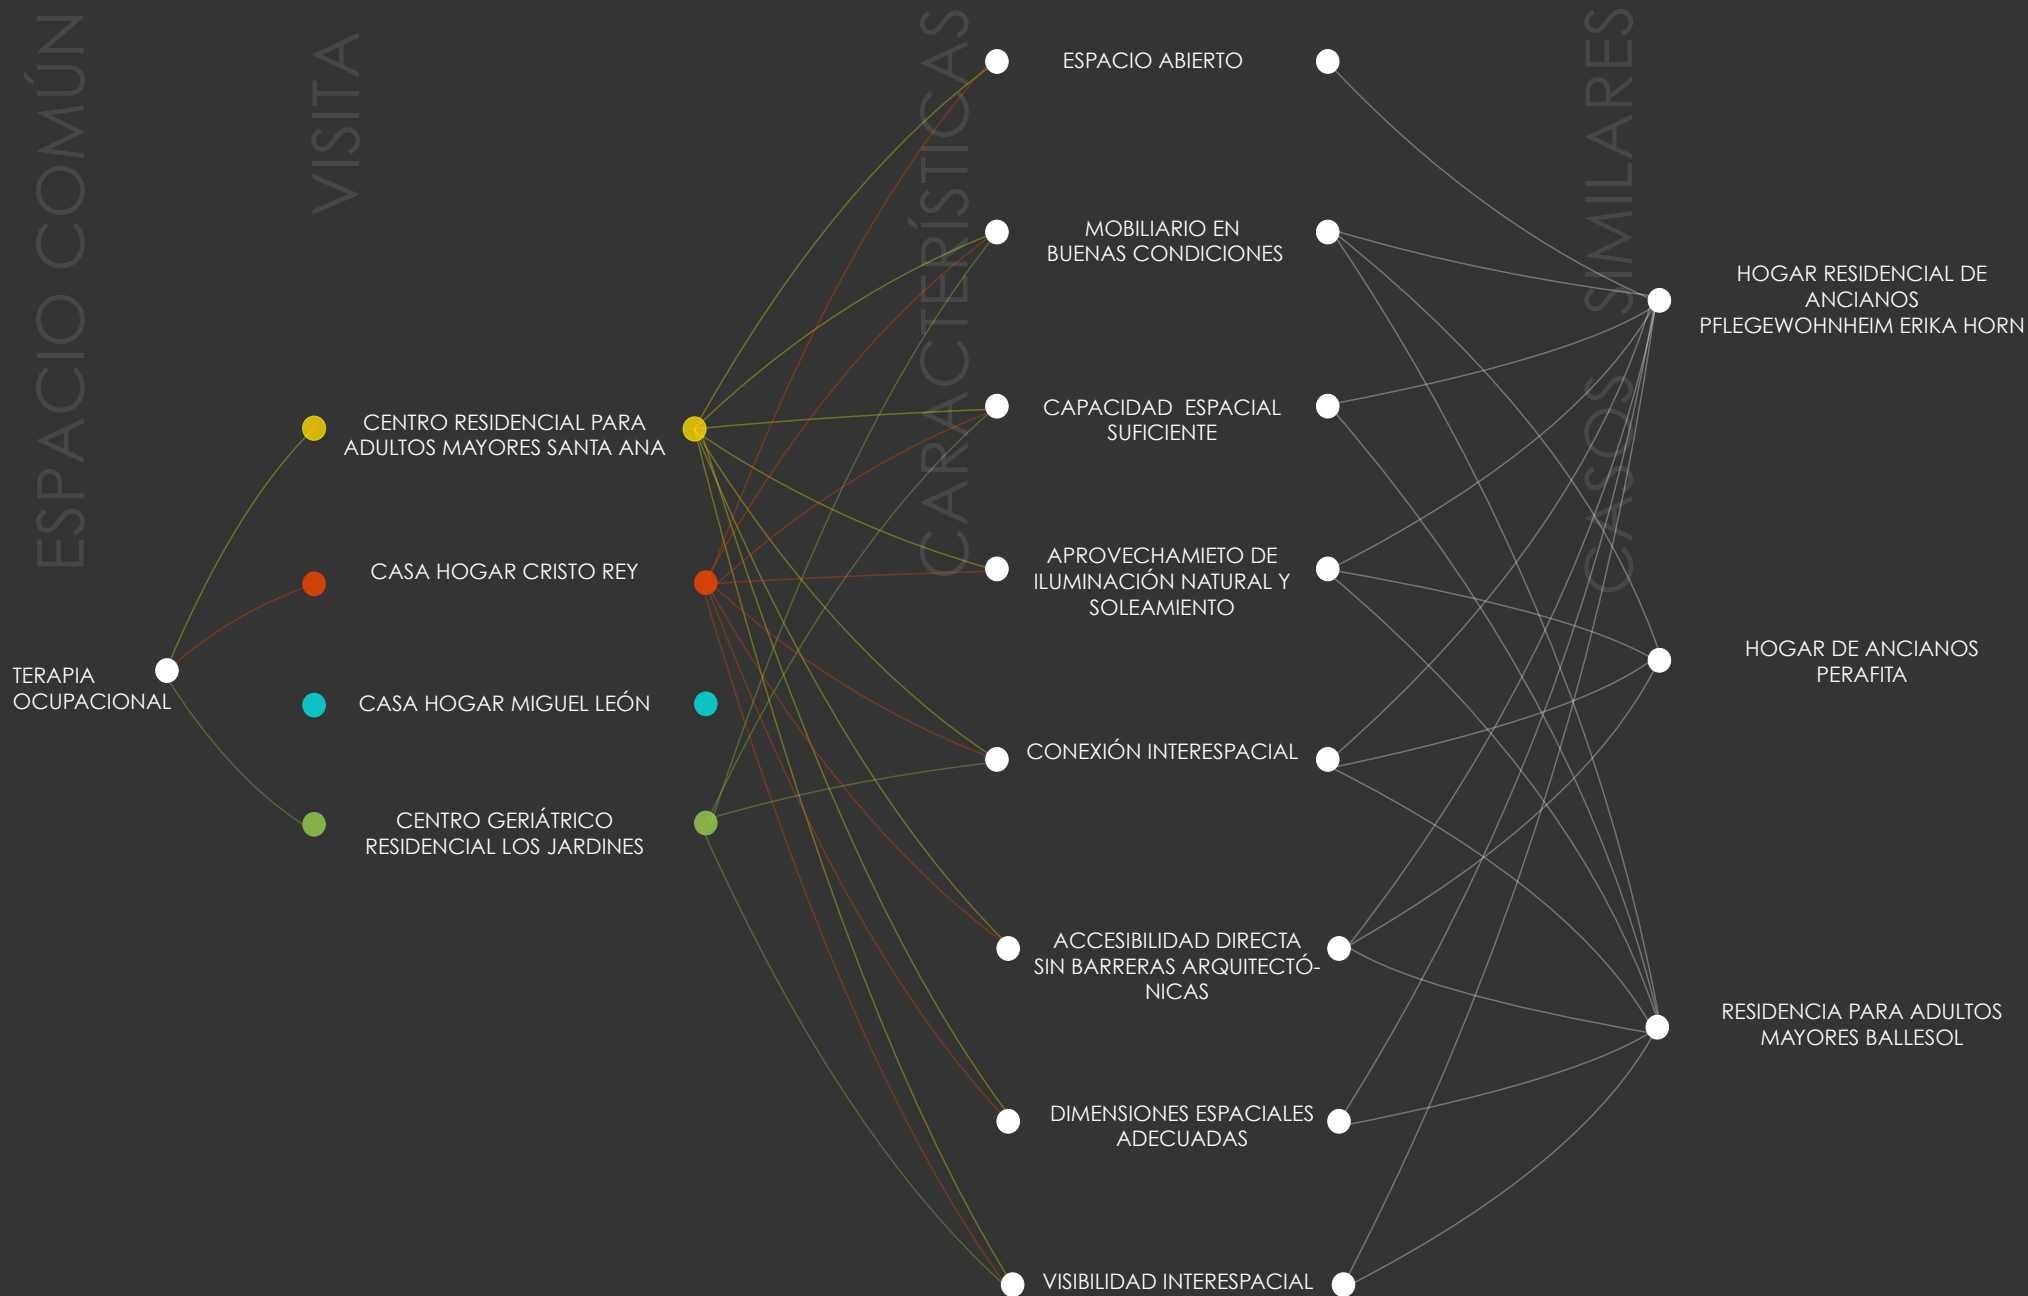 ESPACIO COMÚN
VISITA
CARACTERÍSTICAS
CASOS SIMILARES
TERAPIA
OCUPACIONAL
CENTRO RESIDENCIAL PARA
ADULTOS MAYORES SANTA ANA
CASA HOGAR CRISTO REY
CASA HOGAR MIGUEL LEÓN
CENTRO GERIÁTRICO
RESIDENCIAL LOS JARDINES
ESPACIO ABIERTO
MOBILIARIO EN
BUENAS CONDICIONES
CAPACIDAD ESPACIAL
SUFICIENTE
APROVECHAMIETO DE
ILUMINACIÓN NATURAL Y
SOLEAMIENTO
CONEXIÓN INTERESPACIAL
ACCESIBILIDAD DIRECTA
SIN BARRERAS ARQUITECTÓ-
NICAS
DIMENSIONES ESPACIALES
ADECUADAS
VISIBILIDAD INTERESPACIAL
HOGAR RESIDENCIAL DE
ANCIANOS
PFLEGEWOHNHEIM ERIKA HORN
HOGAR DE ANCIANOS
PERAFITA
RESIDENCIA PARA ADULTOS
MAYORES BALLESOL